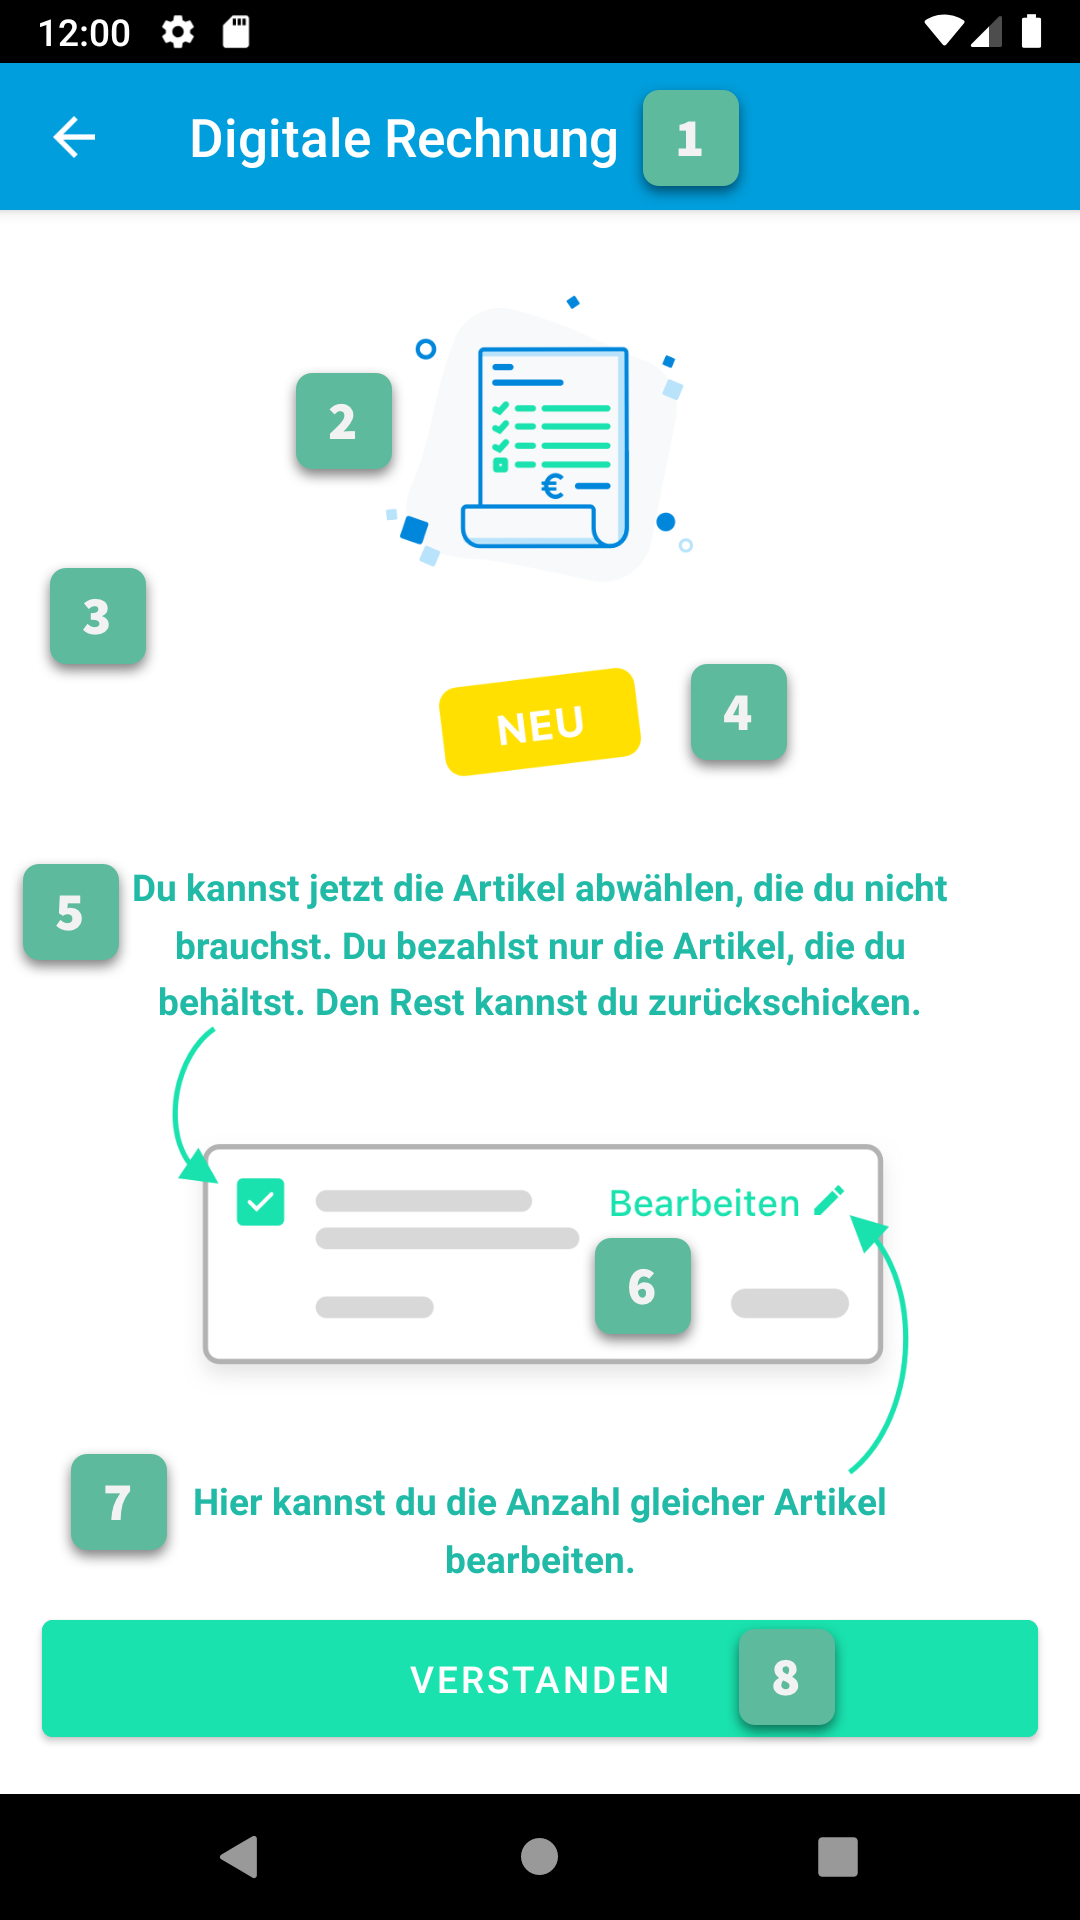 12:00
Digitale Rechnung 1
2
€
3
NEU 4
5 Du kannst jetzt die Artikel abwählen, die du nicht
brauchst. Du bezahlst nur die Artikel, die du
behältst. Den Rest kannst du zurückschicken.
Bearbeiten
6
7 Hier kannst du die Anzahl gleicher Artikel
bearbeiten.
VERSTANDEN 8